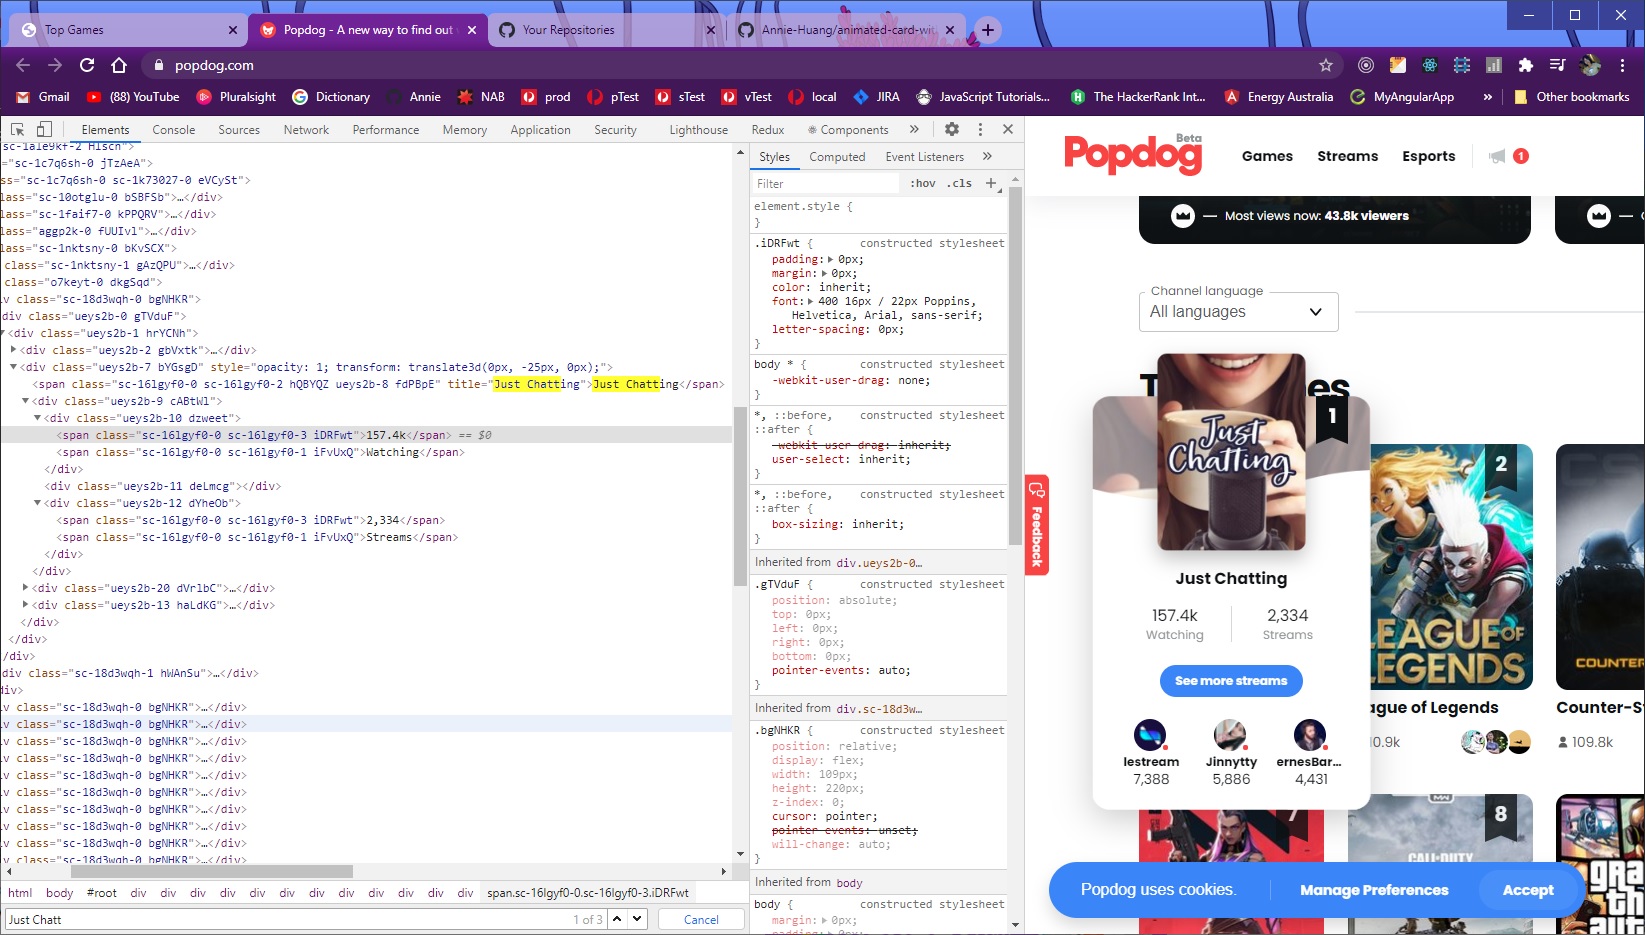 Top Games
Popdog - A new way to find out
Your Repositories
Annie-Huang/animated-card-wit
popdog.com
Gmail
(88) YouTube
Pluralsight
Dictionary
Annie
NAB
prod
pTest
sTest
vTest
local
JIRA
JavaScript Tutorials...
The HackerRank Int...
Energy Australia
MyAngularApp
»
Other bookmarks
Elements
Console
Sources
Network
Performance
Memory
Application
Security
Lighthouse
Redux
Components
»
="sc-1c7q6sh-0 jTzAeA">
ss="sc-1c7q6sh-0 sc-1k73027-0 eVCySt">
lass="sc-10otglu-0 bSBFSb">…</div>
lass="sc-1faif7-0 kPPQRV">…</div>
lass="aggp2k-0 fUUIvl">…</div>
lass="sc-1nktsny-0 bKvSCX">
class="sc-1nktsny-1 gAzQPU">…</div>
class="o7keyt-0 dkgSqd">
v class="sc-18d3wqh-0 bgNHKR">
div class="ueys2b-0 gTVduF">
<div class="ueys2b-1 hrYCNh">
<div class="ueys2b-2 gbVxtk">…</div>
<div class="ueys2b-7 bYGsgD" style="opacity: 1; transform: translate3d(0px, -25px, 0px);">
<span class="sc-16lgyf0-0 sc-16lgyf0-2 hQBYQZ ueys2b-8 fdPBpE" title="Just Chatting">Just Chatting</span>
<div class="ueys2b-9 cABtWl">
<div class="ueys2b-10 dzweet">
<span class="sc-16lgyf0-0 sc-16lgyf0-3 iDRFwt">157.4k</span> == $0
<span class="sc-16lgyf0-0 sc-16lgyf0-1 iFvUxQ">Watching</span>
</div>
<div class="ueys2b-11 deLmcg"></div>
<div class="ueys2b-12 dYheOb">
<span class="sc-16lgyf0-0 sc-16lgyf0-3 iDRFwt">2,334</span>
<span class="sc-16lgyf0-0 sc-16lgyf0-1 iFvUxQ">Streams</span>
</div>
</div>
<div class="ueys2b-20 dVrlbC">…</div>
<div class="ueys2b-13 haLdKG">…</div>
</div>
</div>
/div>
div class="sc-18d3wqh-1 hWAnSu">…</div>
div>
v class="sc-18d3wqh-0 bgNHKR">…</div>
v class="sc-18d3wqh-0 bgNHKR">…</div>
v class="sc-18d3wqh-0 bgNHKR">…</div>
v class="sc-18d3wqh-0 bgNHKR">…</div>
v class="sc-18d3wqh-0 bgNHKR">…</div>
v class="sc-18d3wqh-0 bgNHKR">…</div>
v class="sc-18d3wqh-0 bgNHKR">…</div>
v class="sc-18d3wqh-0 bgNHKR">…</div>
v class="sc-18d3wqh-0 bgNHKR">…</div>
v class="sc-18d3wqh-0 bgNHKR">…</div>
html body #root div div div div div div div div div div div div span.sc-16lgyf0-0.sc-16lgyf0-3.iDRFwt
Just Chatt
1 of 3
Cancel
Styles
Computed
Event Listeners
»
Filter
:hov .cls +
element.style {
}
.iDRFwt { constructed stylesheet
padding: 0px;
margin: 0px;
color: inherit;
font: 400 16px / 22px Poppins,
Helvetica, Arial, sans-serif;
letter-spacing: 0px;
}
body * { constructed stylesheet
-webkit-user-drag: none;
}
*, ::before, constructed stylesheet
::after {
-webkit-user-drag: inherit;
user-select: inherit;
}
*, ::before, constructed stylesheet
::after {
box-sizing: inherit;
}
Inherited from div.ueys2b-0…
.gTVduF { constructed stylesheet
position: absolute;
top: 0px;
left: 0px;
right: 0px;
bottom: 0px;
pointer-events: auto;
}
Inherited from div.sc-18d3w…
.bgNHKR { constructed stylesheet
position: relative;
display: flex;
width: 109px;
height: 220px;
z-index: 0;
cursor: pointer;
pointer-events: unset;
will-change: auto;
}
Inherited from body
body { constructed stylesheet
margin: 0px;
padding: 0px;
Popdog
Beta
Games
Streams
Esports
1
— Most views now: 43.8k viewers
Channel language
All languages
Just Chatting
1
Just Chatting
157.4k
Watching
2,334
Streams
See more streams
lestream
7,388
Jinnytty
5,886
ernesBar...
4,431
Feedback
2
LEAGUE OF LEGENDS
ague of Legends
0.9k
COUNTER
Counter-S
109.8k
7
8
CALL OF DUTY
Popdog uses cookies.
Manage Preferences
Accept